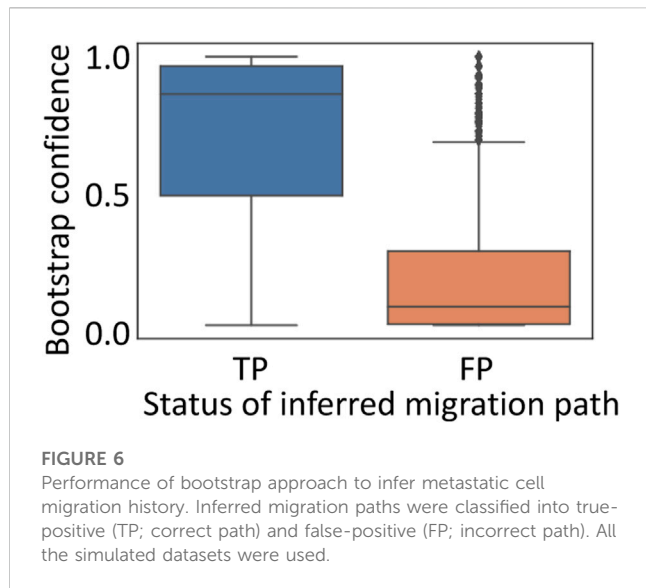 Bootstrap confidence
1.0
0.5
0.0
TP
FP
Status of inferred migration path
FIGURE 6
Performance of bootstrap approach to infer metastatic cell
migration history. Inferred migration paths were classified into true-
positive (TP; correct path) and false-positive (FP; incorrect path). All
the simulated datasets were used.